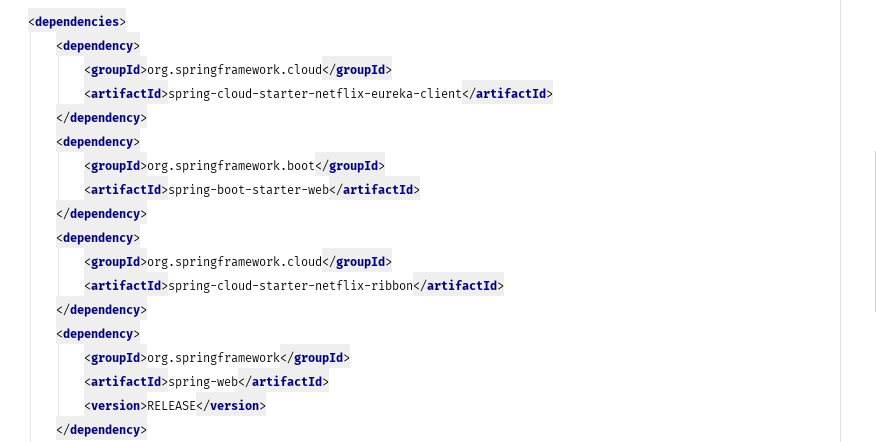 <dependencies>
<dependency>
<groupId>org.springframework.cloud</groupId>
<artifactId>spring-cloud-starter-netflix-eureka-client</artifactId>
</dependency>
<dependency>
<groupId>org.springframework.boot</groupId>
<artifactId>spring-boot-starter-web</artifactId>
</dependency>
<dependency>
<groupId>org.springframework.cloud</groupId>
<artifactId>spring-cloud-starter-netflix-ribbon</artifactId>
</dependency>
<dependency>
<groupId>org.springframework</groupId>
<artifactId>spring-web</artifactId>
<version>RELEASE</version>
</dependency>